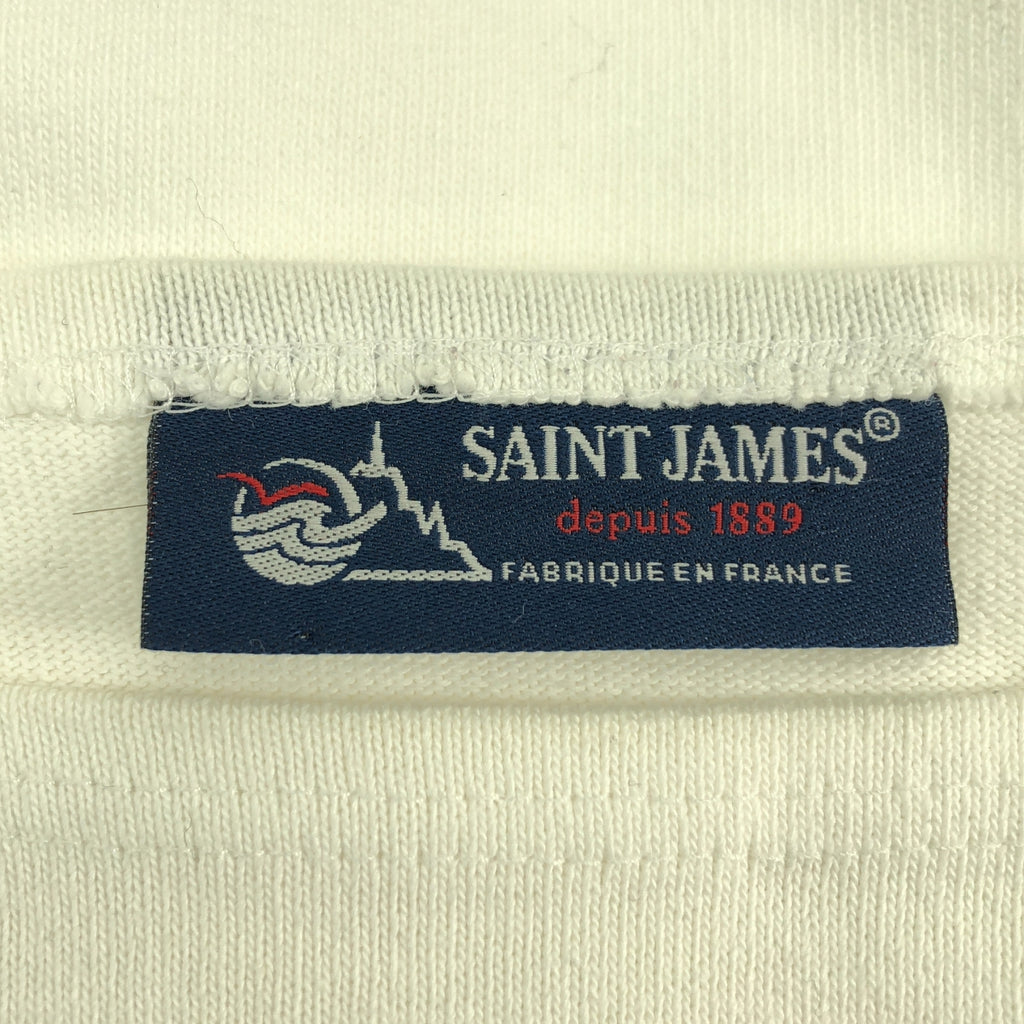 SAINT JAMES®
depuis 1889
FABRIQUE EN FRANCE